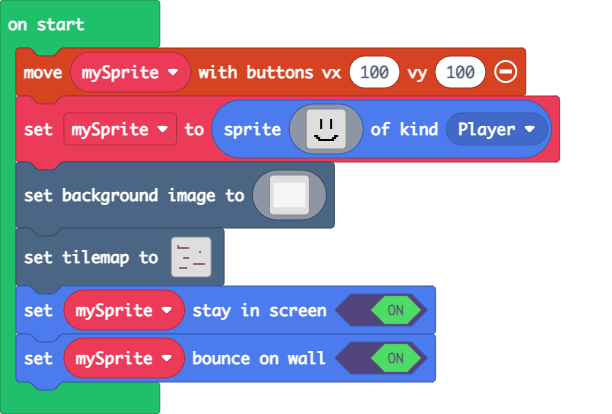 on start
move mySprite with buttons vx 100 vy 100
set mySprite to sprite of kind Player
set background image to
set tilemap to
set mySprite stay in screen ON
set mySprite bounce on wall ON